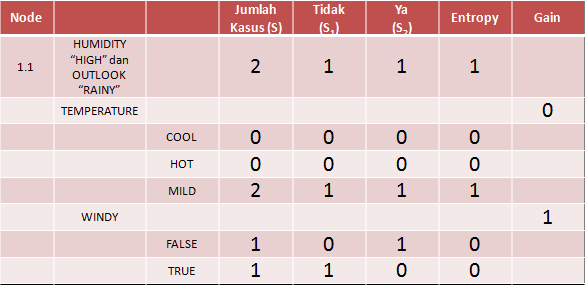 Node Jumlah Kasus (S) Tidak (S₁) Ya (S₂) Entropy Gain
1.1 HUMIDITY “HIGH” dan OUTLOOK “RAINY” 2 1 1 1
TEMPERATURE 0
COOL 0 0 0 0
HOT 0 0 0 0
MILD 2 1 1 1
WINDY 1
FALSE 1 0 1 0
TRUE 1 1 0 0